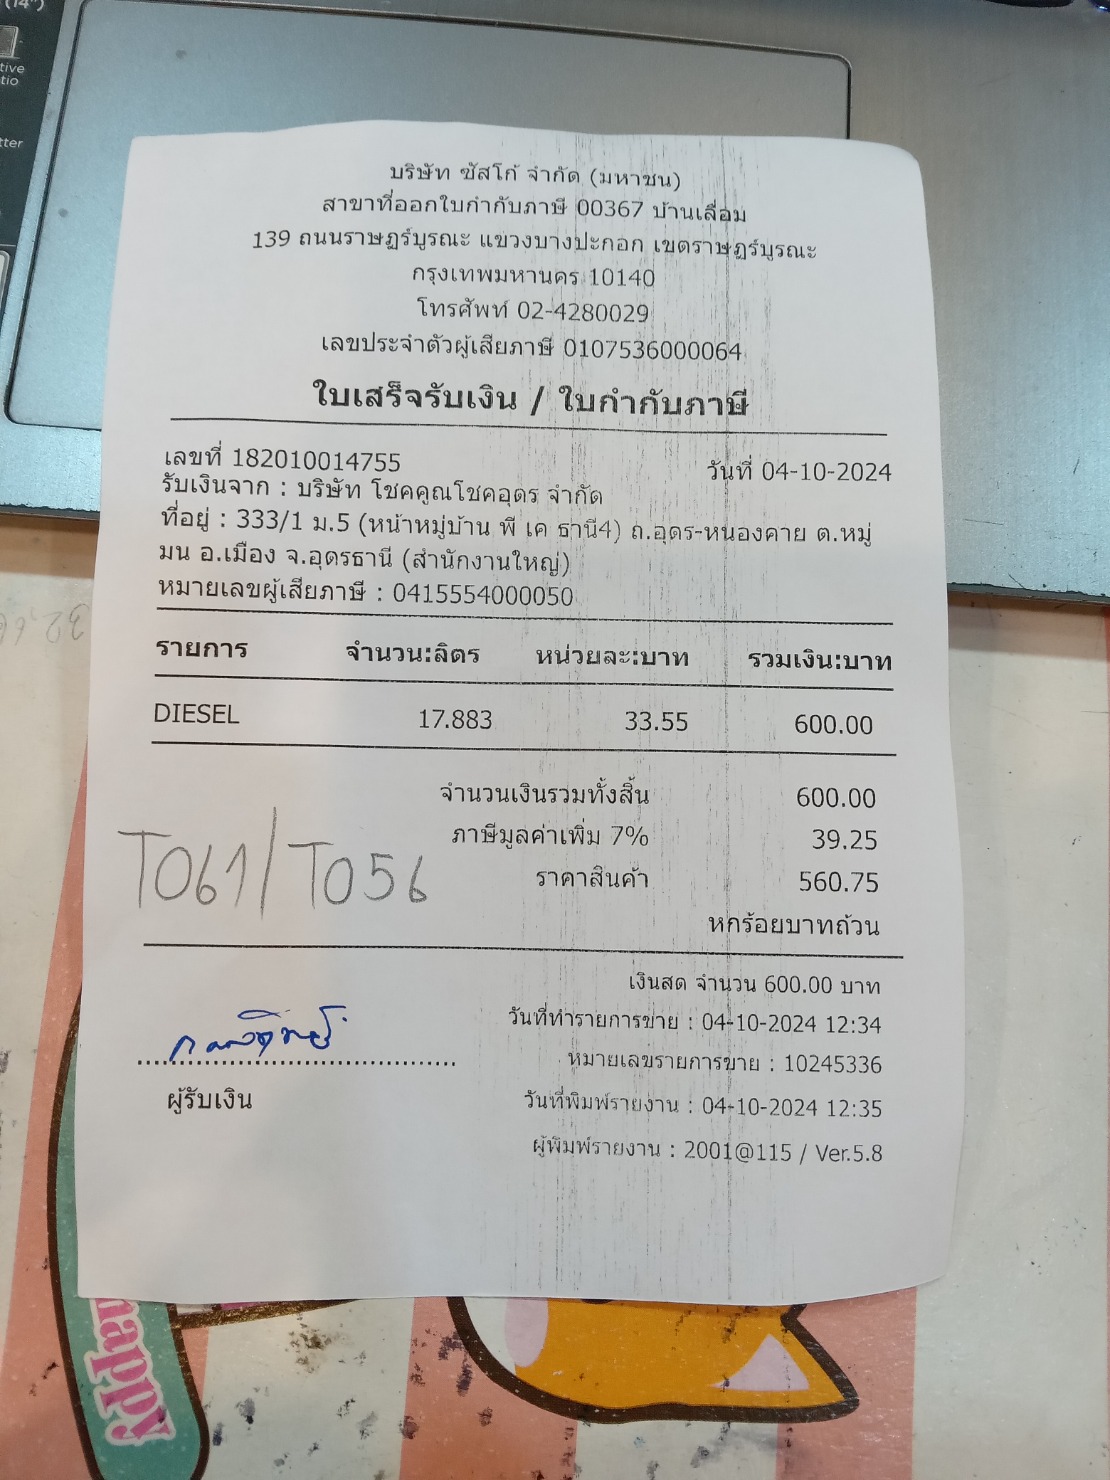 บริษัท ซัสโก้ จำกัด (มหาชน)
สาขาที่ออกใบกำกับภาษี 00367 บ้านเลื่อม
139 ถนนราษฎร์บูรณะ แขวงบางปะกอก เขตราษฎร์บูรณะ
กรุงเทพมหานคร 10140
โทรศัพท์ 02-4280029
เลขประจำตัวผู้เสียภาษี 0107536000064
ใบเสร็จรับเงิน / ใบกำกับภาษี
เลขที่ 182010014755 วันที่ 04-10-2024
รับเงินจาก : บริษัท โชคคูณโชคอุดร จำกัด
ที่อยู่ : 333/1 ม.5 (หน้าหมู่บ้าน พี เค ธานี4) ถ.อุดร-หนองคาย ต.หมู่
มน อ.เมือง จ.อุดรธานี (สำนักงานใหญ่)
หมายเลขผู้เสียภาษี : 0415554000050
รายการ จำนวน:ลิตร หน่วยละ:บาท รวมเงิน:บาท
DIESEL 17.883 33.55 600.00
จำนวนเงินรวมทั้งสิ้น 600.00
ภาษีมูลค่าเพิ่ม 7% 39.25
T061/T056
ราคาสินค้า 560.75
หกร้อยบาทถ้วน
เงินสด จำนวน 600.00 บาท
วันที่ทำรายการขาย : 04-10-2024 12:34
หมายเลขรายการขาย : 10245336
ผู้รับเงิน
วันที่พิมพ์รายงาน : 04-10-2024 12:35
ผู้พิมพ์รายงาน : 2001@115 / Ver.5.8
happy